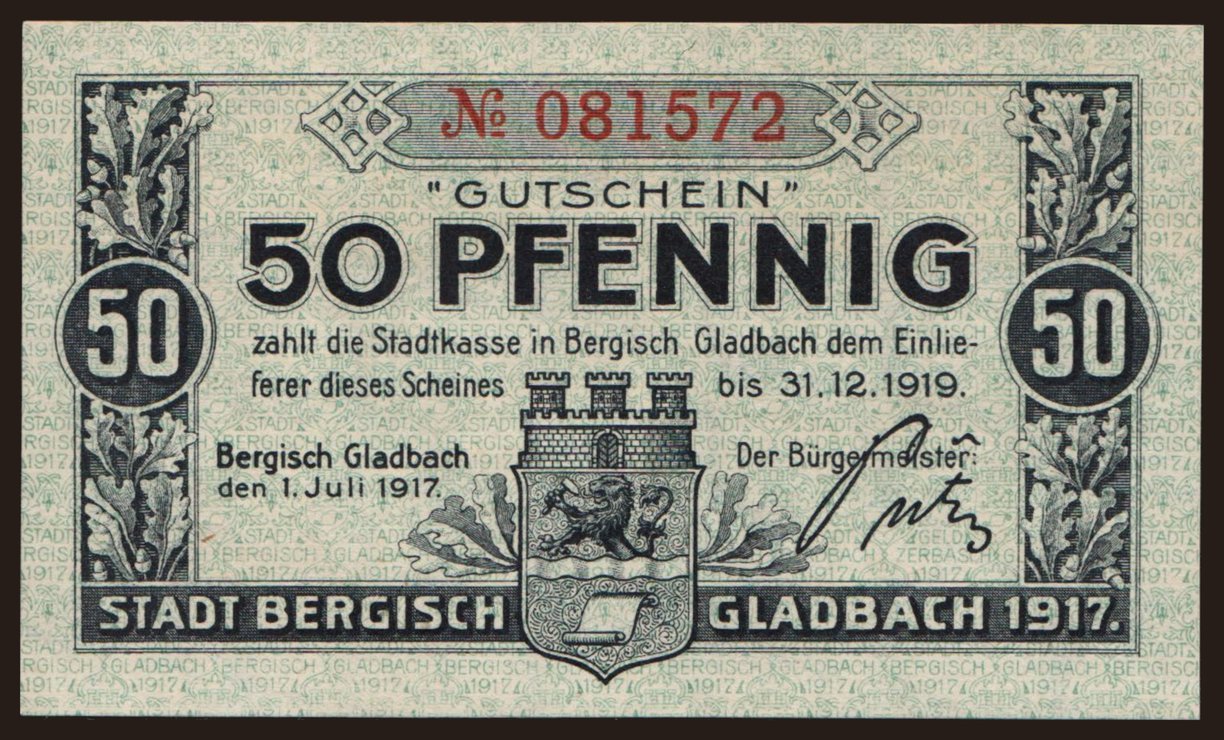 № 081572
"GUTSCHEIN"
50 PFENNIG
50
50
zahlt die Stadtkasse in Bergisch Gladbach dem Einlie-
ferer dieses Scheines bis 31.12.1919.
Bergisch Gladbach
den 1. Juli 1917.
Der Bürgermeister:
STADT BERGISCH GLADBACH 1917.